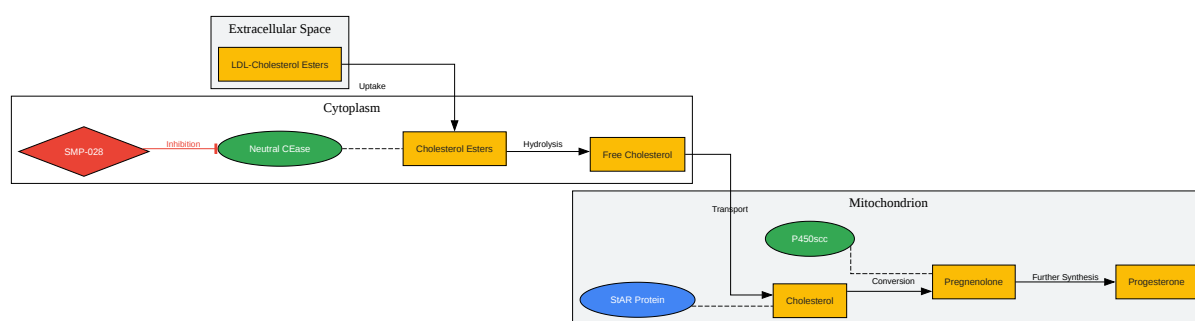 Extracellular Space
LDL-Cholesterol Esters
Uptake
Cytoplasm
SMP-028
Inhibition
Neutral CEase
Cholesterol Esters
Hydrolysis
Free Cholesterol
Mitochondrion
Transport
P450scc
StAR Protein
Cholesterol
Conversion
Pregnenolone
Further Synthesis
Progesterone